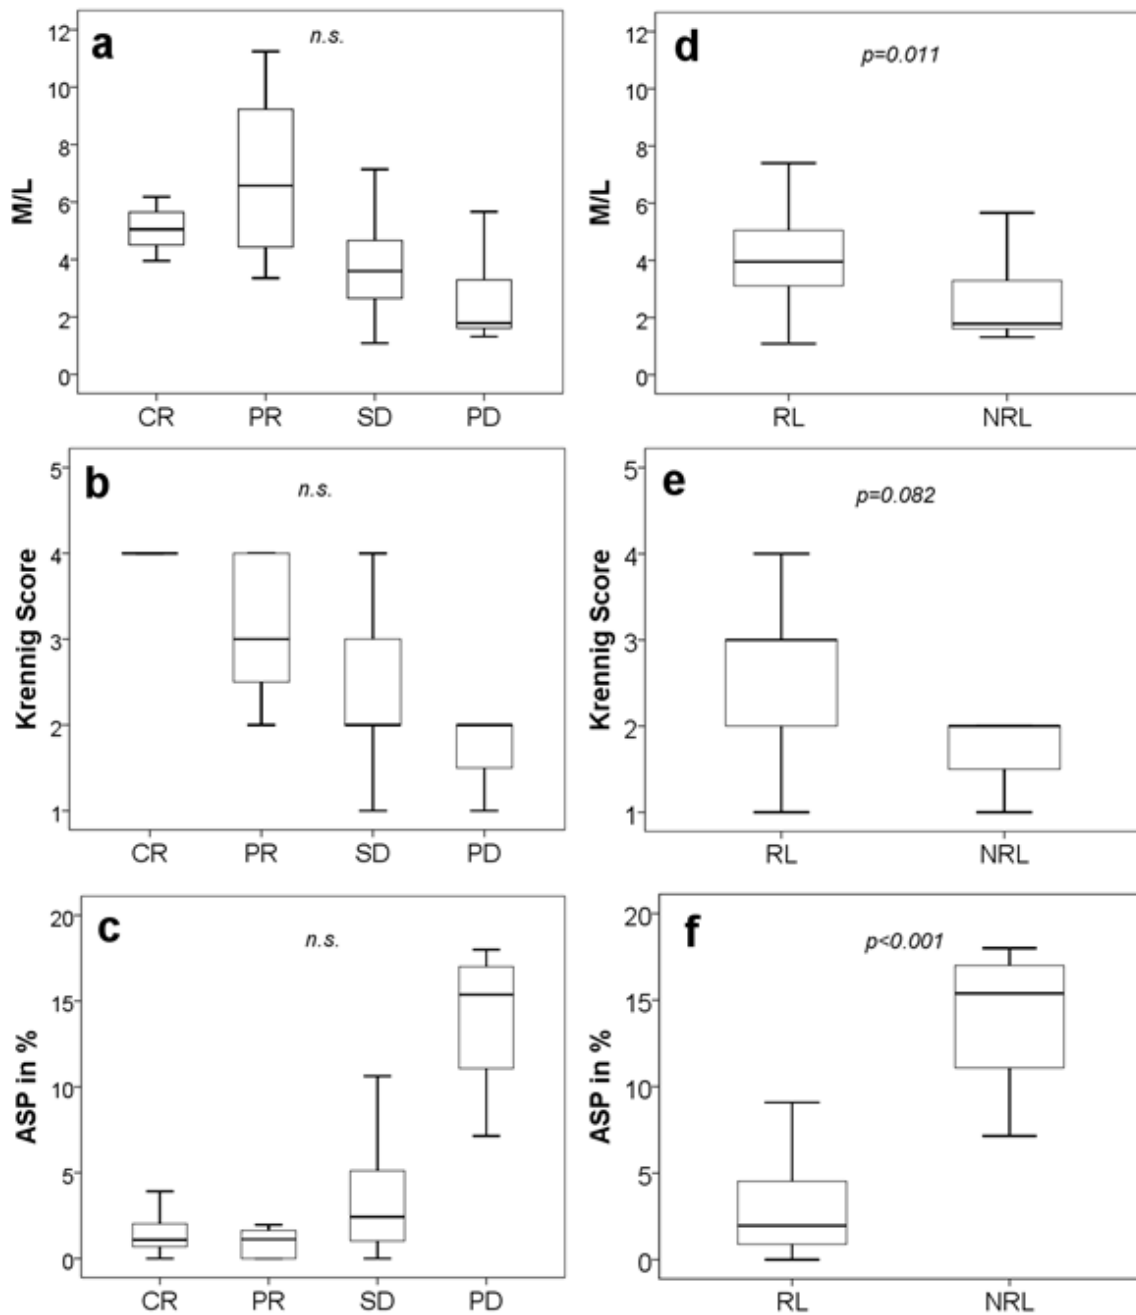 a
n.s.
M/L
12
10
8
6
4
2
0
CR PR SD PD
d
p=0.011
M/L
12
10
8
6
4
2
0
RL NRL
b
n.s.
Krennig Score
5
4
3
2
1
CR PR SD PD
e
p=0.082
Krennig Score
5
4
3
2
1
RL NRL
c
n.s.
ASP in %
20
15
10
5
0
CR PR SD PD
f
p<0.001
ASP in %
20
15
10
5
0
RL NRL